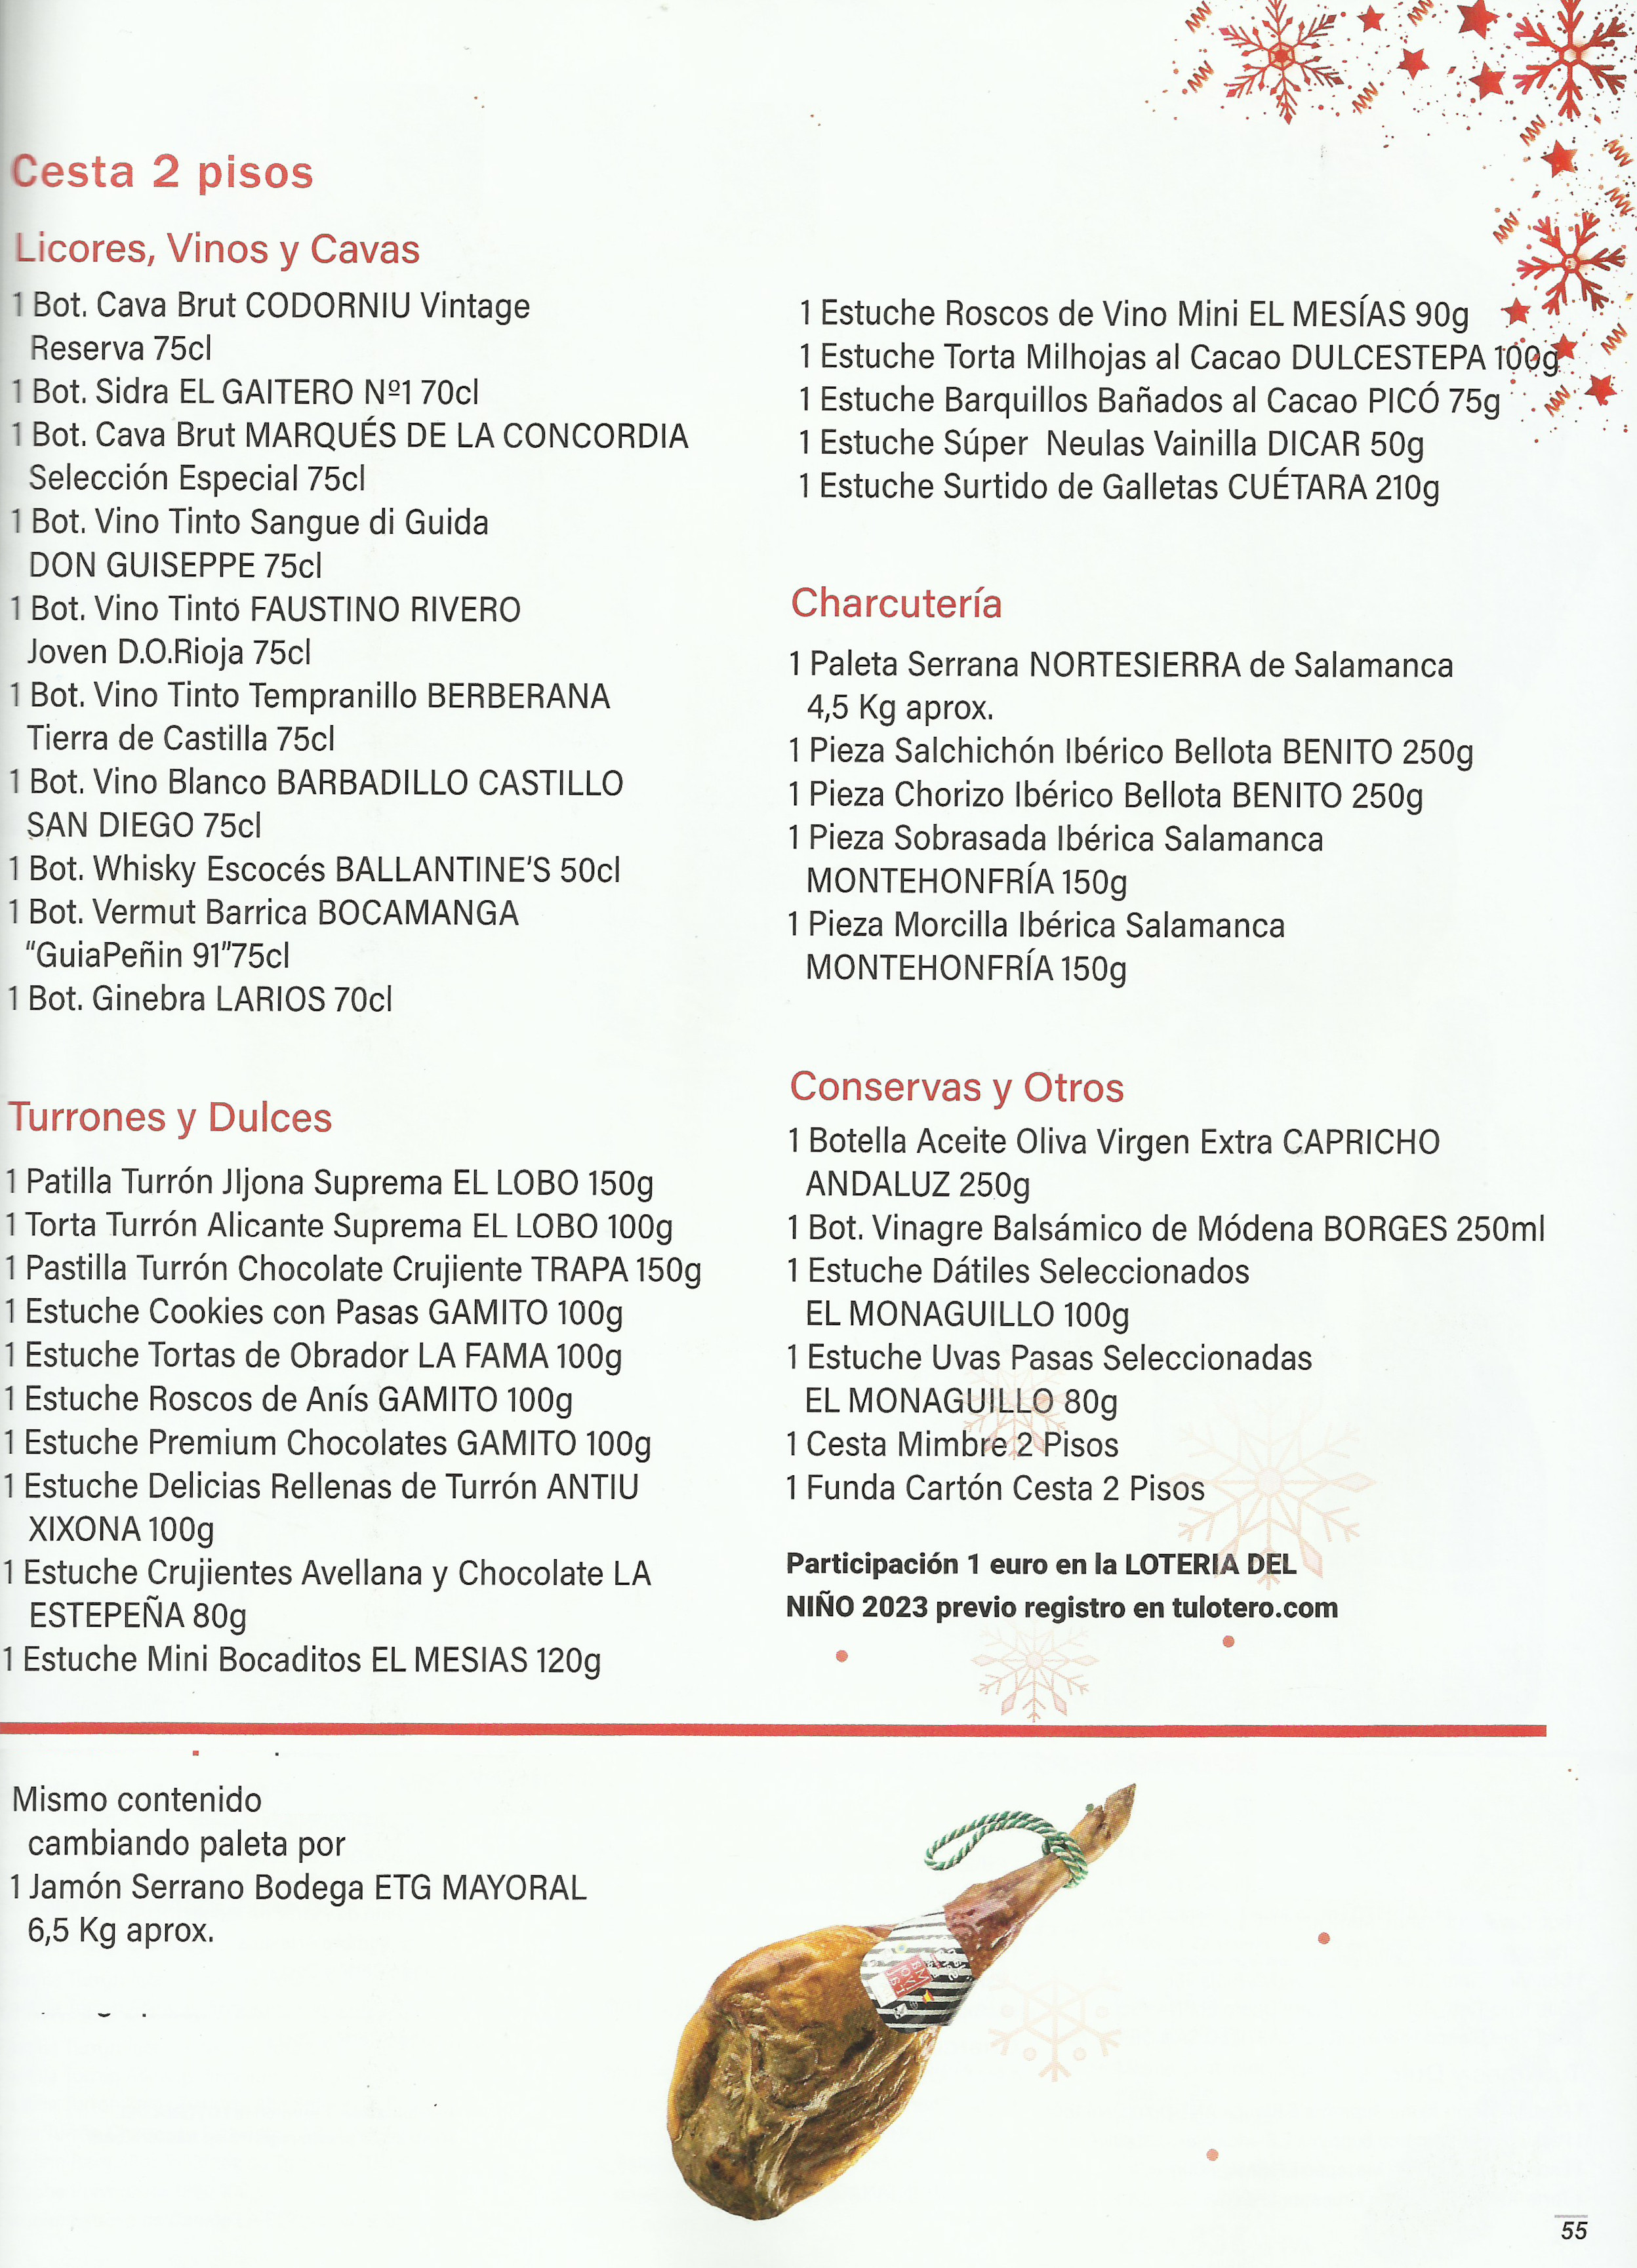 Cesta 2 pisos
Licores, Vinos y Cavas
1 Bot. Cava Brut CODORNIU Vintage
Reserva 75cl
1 Bot. Sidra EL GAITERO Nº1 70cl
1 Bot. Cava Brut MARQUÉS DE LA CONCORDIA
Selección Especial 75cl
1 Bot. Vino Tinto Sangue di Guida
DON GUISEPPE 75cl
1 Bot. Vino Tinto FAUSTINO RIVERO
Joven D.O.Rioja 75cl
1 Bot. Vino Tinto Tempranillo BERBERANA
Tierra de Castilla 75cl
1 Bot. Vino Blanco BARBADILLO CASTILLO
SAN DIEGO 75cl
1 Bot. Whisky Escocés BALLANTINE'S 50cl
1 Bot. Vermut Barrica BOCAMANGA
"GuiaPeñin 91"75cl
1 Bot. Ginebra LARIOS 70cl
Turrones y Dulces
1 Patilla Turrón JIjona Suprema EL LOBO 150g
1 Torta Turrón Alicante Suprema EL LOBO 100g
1 Pastilla Turrón Chocolate Crujiente TRAPA 150g
1 Estuche Cookies con Pasas GAMITO 100g
1 Estuche Tortas de Obrador LA FAMA 100g
1 Estuche Roscos de Anís GAMITO 100g
1 Estuche Premium Chocolates GAMITO 100g
1 Estuche Delicias Rellenas de Turrón ANTIU
XIXONA 100g
1 Estuche Crujientes Avellana y Chocolate LA
ESTEPEÑA 80g
1 Estuche Mini Bocaditos EL MESIAS 120g
1 Estuche Roscos de Vino Mini EL MESÍAS 90g
1 Estuche Torta Milhojas al Cacao DULCESTEPA 100g
1 Estuche Barquillos Bañados al Cacao PICÓ 75g
1 Estuche Súper  Neulas Vainilla DICAR 50g
1 Estuche Surtido de Galletas CUÉTARA 210g
Charcutería
1 Paleta Serrana NORTESIERRA de Salamanca
4,5 Kg aprox.
1 Pieza Salchichón Ibérico Bellota BENITO 250g
1 Pieza Chorizo Ibérico Bellota BENITO 250g
1 Pieza Sobrasada Ibérica Salamanca
MONTEHONFRÍA 150g
1 Pieza Morcilla Ibérica Salamanca
MONTEHONFRÍA 150g
Conservas y Otros
1 Botella Aceite Oliva Virgen Extra CAPRICHO
ANDALUZ 250g
1 Bot. Vinagre Balsámico de Módena BORGES 250ml
1 Estuche Dátiles Seleccionados
EL MONAGUILLO 100g
1 Estuche Uvas Pasas Seleccionadas
EL MONAGUILLO 80g
1 Cesta Mimbre 2 Pisos
1 Funda Cartón Cesta 2 Pisos
Participación 1 euro en la LOTERIA DEL
NIÑO 2023 previo registro en tulotero.com
Mismo contenido
cambiando paleta por
1 Jamón Serrano Bodega ETG MAYORAL
6,5 Kg aprox.
55